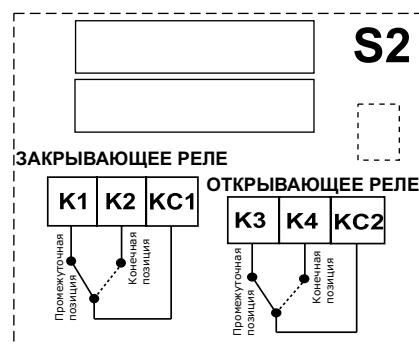 S2
ЗАКРЫВАЮЩЕЕ РЕЛЕ
K1 K2 KC1
Промежуточная
позиция
Конечная
позиция
ОТКРЫВАЮЩЕЕ РЕЛЕ
K3 K4 KC2
Промежуточная
позиция
Конечная
позиция